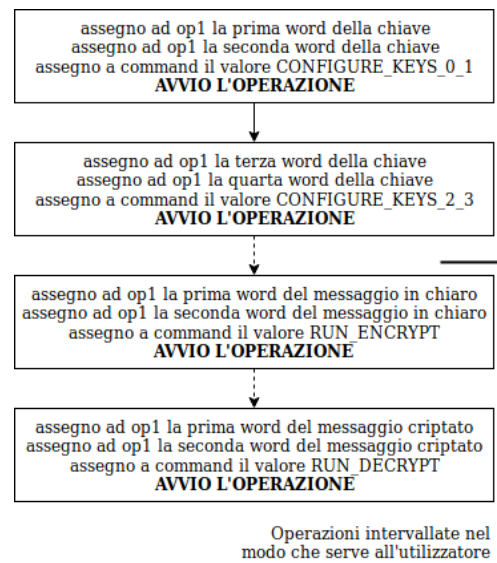 assegno ad op1 la prima word della chiave
assegno ad op1 la seconda word della chiave
assegno a command il valore CONFIGURE_KEYS_0_1
AVVIO L'OPERAZIONE
assegno ad op1 la terza word della chiave
assegno ad op1 la quarta word della chiave
assegno a command il valore CONFIGURE_KEYS_2_3
AVVIO L'OPERAZIONE
assegno ad op1 la prima word del messaggio in chiaro
assegno ad op1 la seconda word del messaggio in chiaro
assegno a command il valore RUN_ENCRYPT
AVVIO L'OPERAZIONE
assegno ad op1 la prima word del messaggio criptato
assegno ad op1 la seconda word del messaggio criptato
assegno a command il valore RUN_DECRYPT
AVVIO L'OPERAZIONE
Operazioni intervallate nel
modo che serve all'utilizzatore